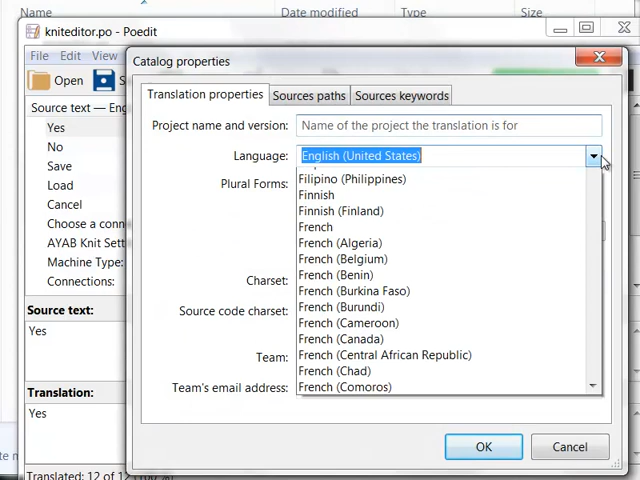 Name
Date modified
Type
Size
kniteditor.po - Poedit
File Edit View
Catalog properties
Open
Translation properties
Sources paths
Sources keywords
Source text — Eng
Project name and version:
Name of the project the translation is for
Yes
No
Language:
English (United States)
Save
Plural Forms:
Filipino (Philippines)
Load
Finnish
Cancel
Finnish (Finland)
Choose a conn
French
AYAB Knit Sett
French (Algeria)
Machine Type:
French (Belgium)
Connections:
Charset:
French (Benin)
French (Burkina Faso)
Source text:
Source code charset:
French (Burundi)
Yes
French (Cameroon)
French (Canada)
Team:
French (Central African Republic)
French (Chad)
Translation:
Team's email address:
French (Comoros)
Yes
OK
Cancel
Translated: 12 of 12 (100 %)